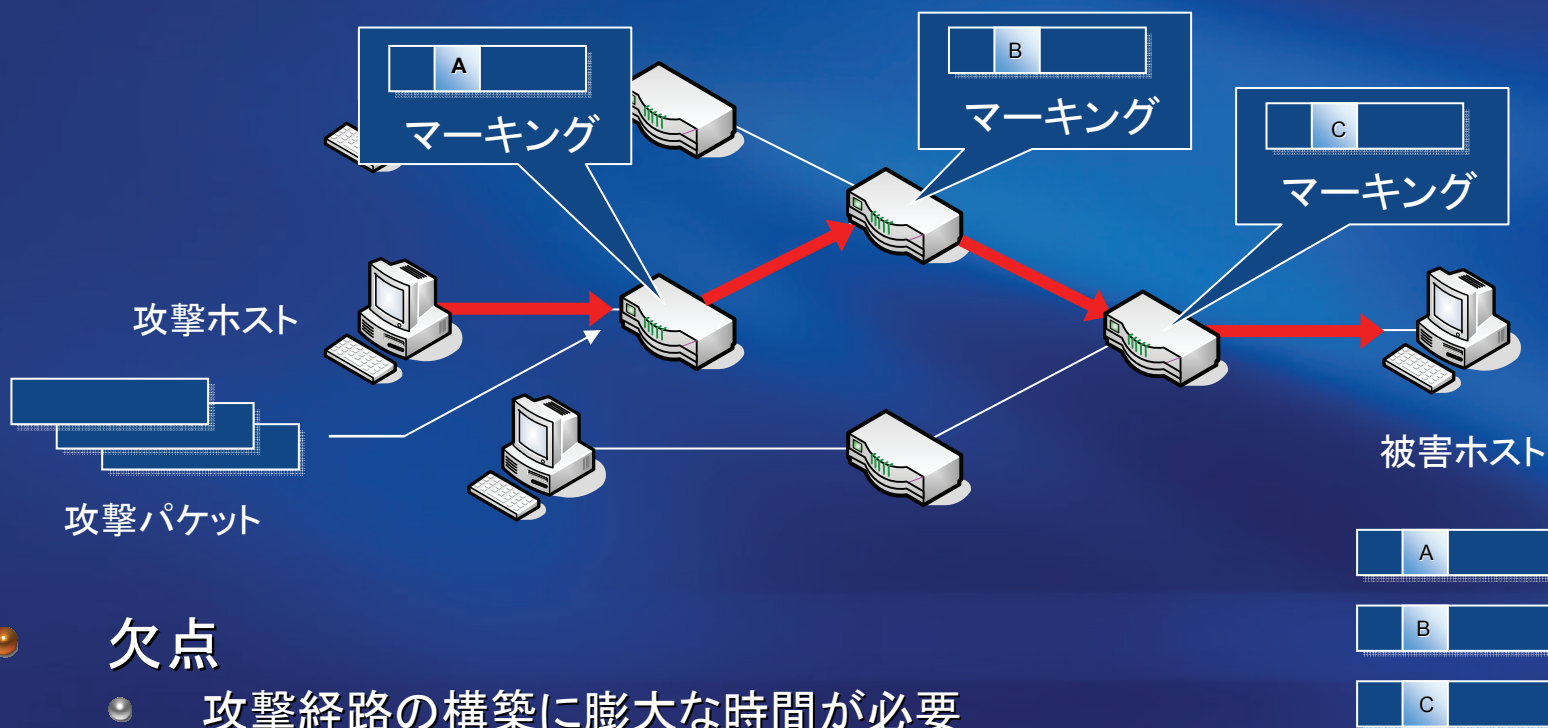 A
マーキング
B
マーキング
C
マーキング
攻撃ホスト
攻撃パケット
被害ホスト
A
B
C
欠点
攻撃経路の構築に膨大な時間が必要